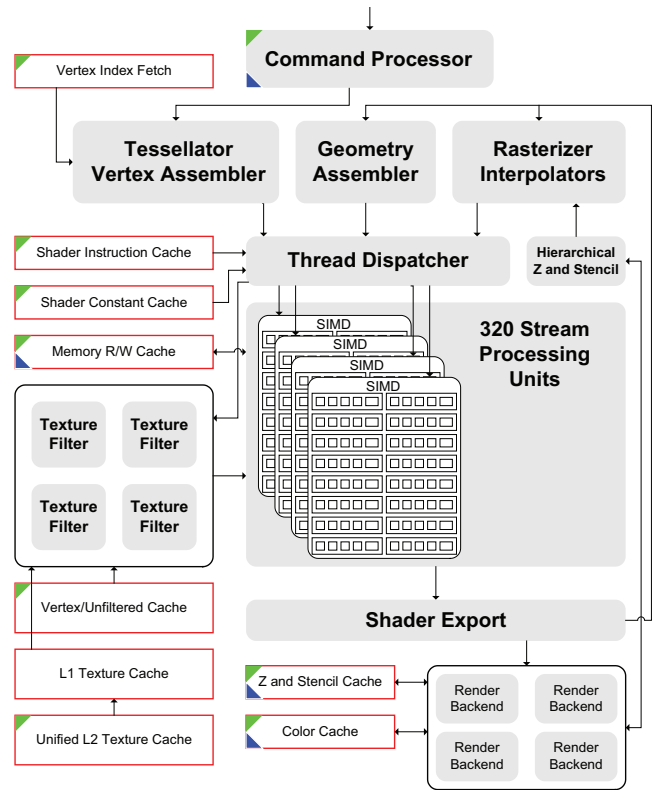 Command Processor
Vertex Index Fetch
Tessellator
Vertex Assembler
Geometry
Assembler
Rasterizer
Interpolators
Shader Instruction Cache
Thread Dispatcher
Hierarchical
Z and Stencil
Shader Constant Cache
Memory R/W Cache
SIMD
SIMD
SIMD
SIMD
320 Stream
Processing
Units
Texture
Filter
Texture
Filter
Texture
Filter
Texture
Filter
Vertex/Unfiltered Cache
Shader Export
L1 Texture Cache
Unified L2 Texture Cache
Z and Stencil Cache
Color Cache
Render
Backend
Render
Backend
Render
Backend
Render
Backend